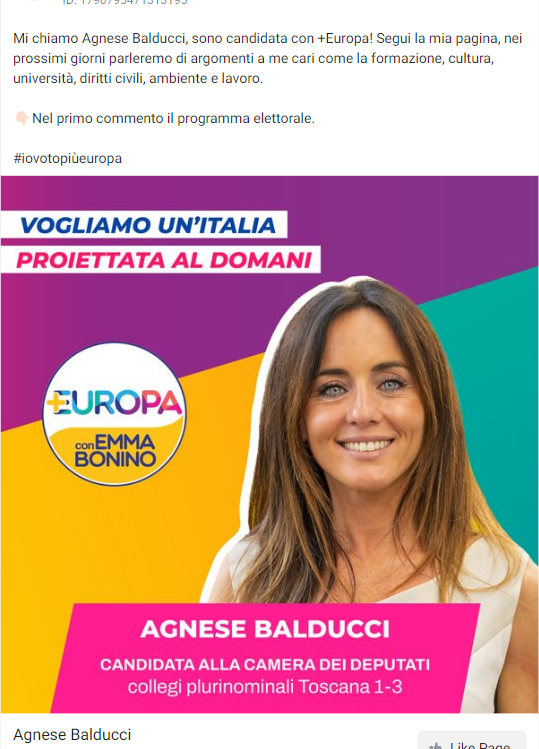 ID: 1790795471313195
Mi chiamo Agnese Balducci, sono candidata con +Europa! Segui la mia pagina, nei
prossimi giorni parleremo di argomenti a me cari come la formazione, cultura,
università, diritti civili, ambiente e lavoro.
👇🏻 Nel primo commento il programma elettorale.
#iovotopiùeuropa
VOGLIAMO UN'ITALIA
PROIETTATA AL DOMANI
+EUROPA
con EMMA
BONINO
AGNESE BALDUCCI
CANDIDATA ALLA CAMERA DEI DEPUTATI
collegi plurinominali Toscana 1-3
Agnese Balducci
Like Page